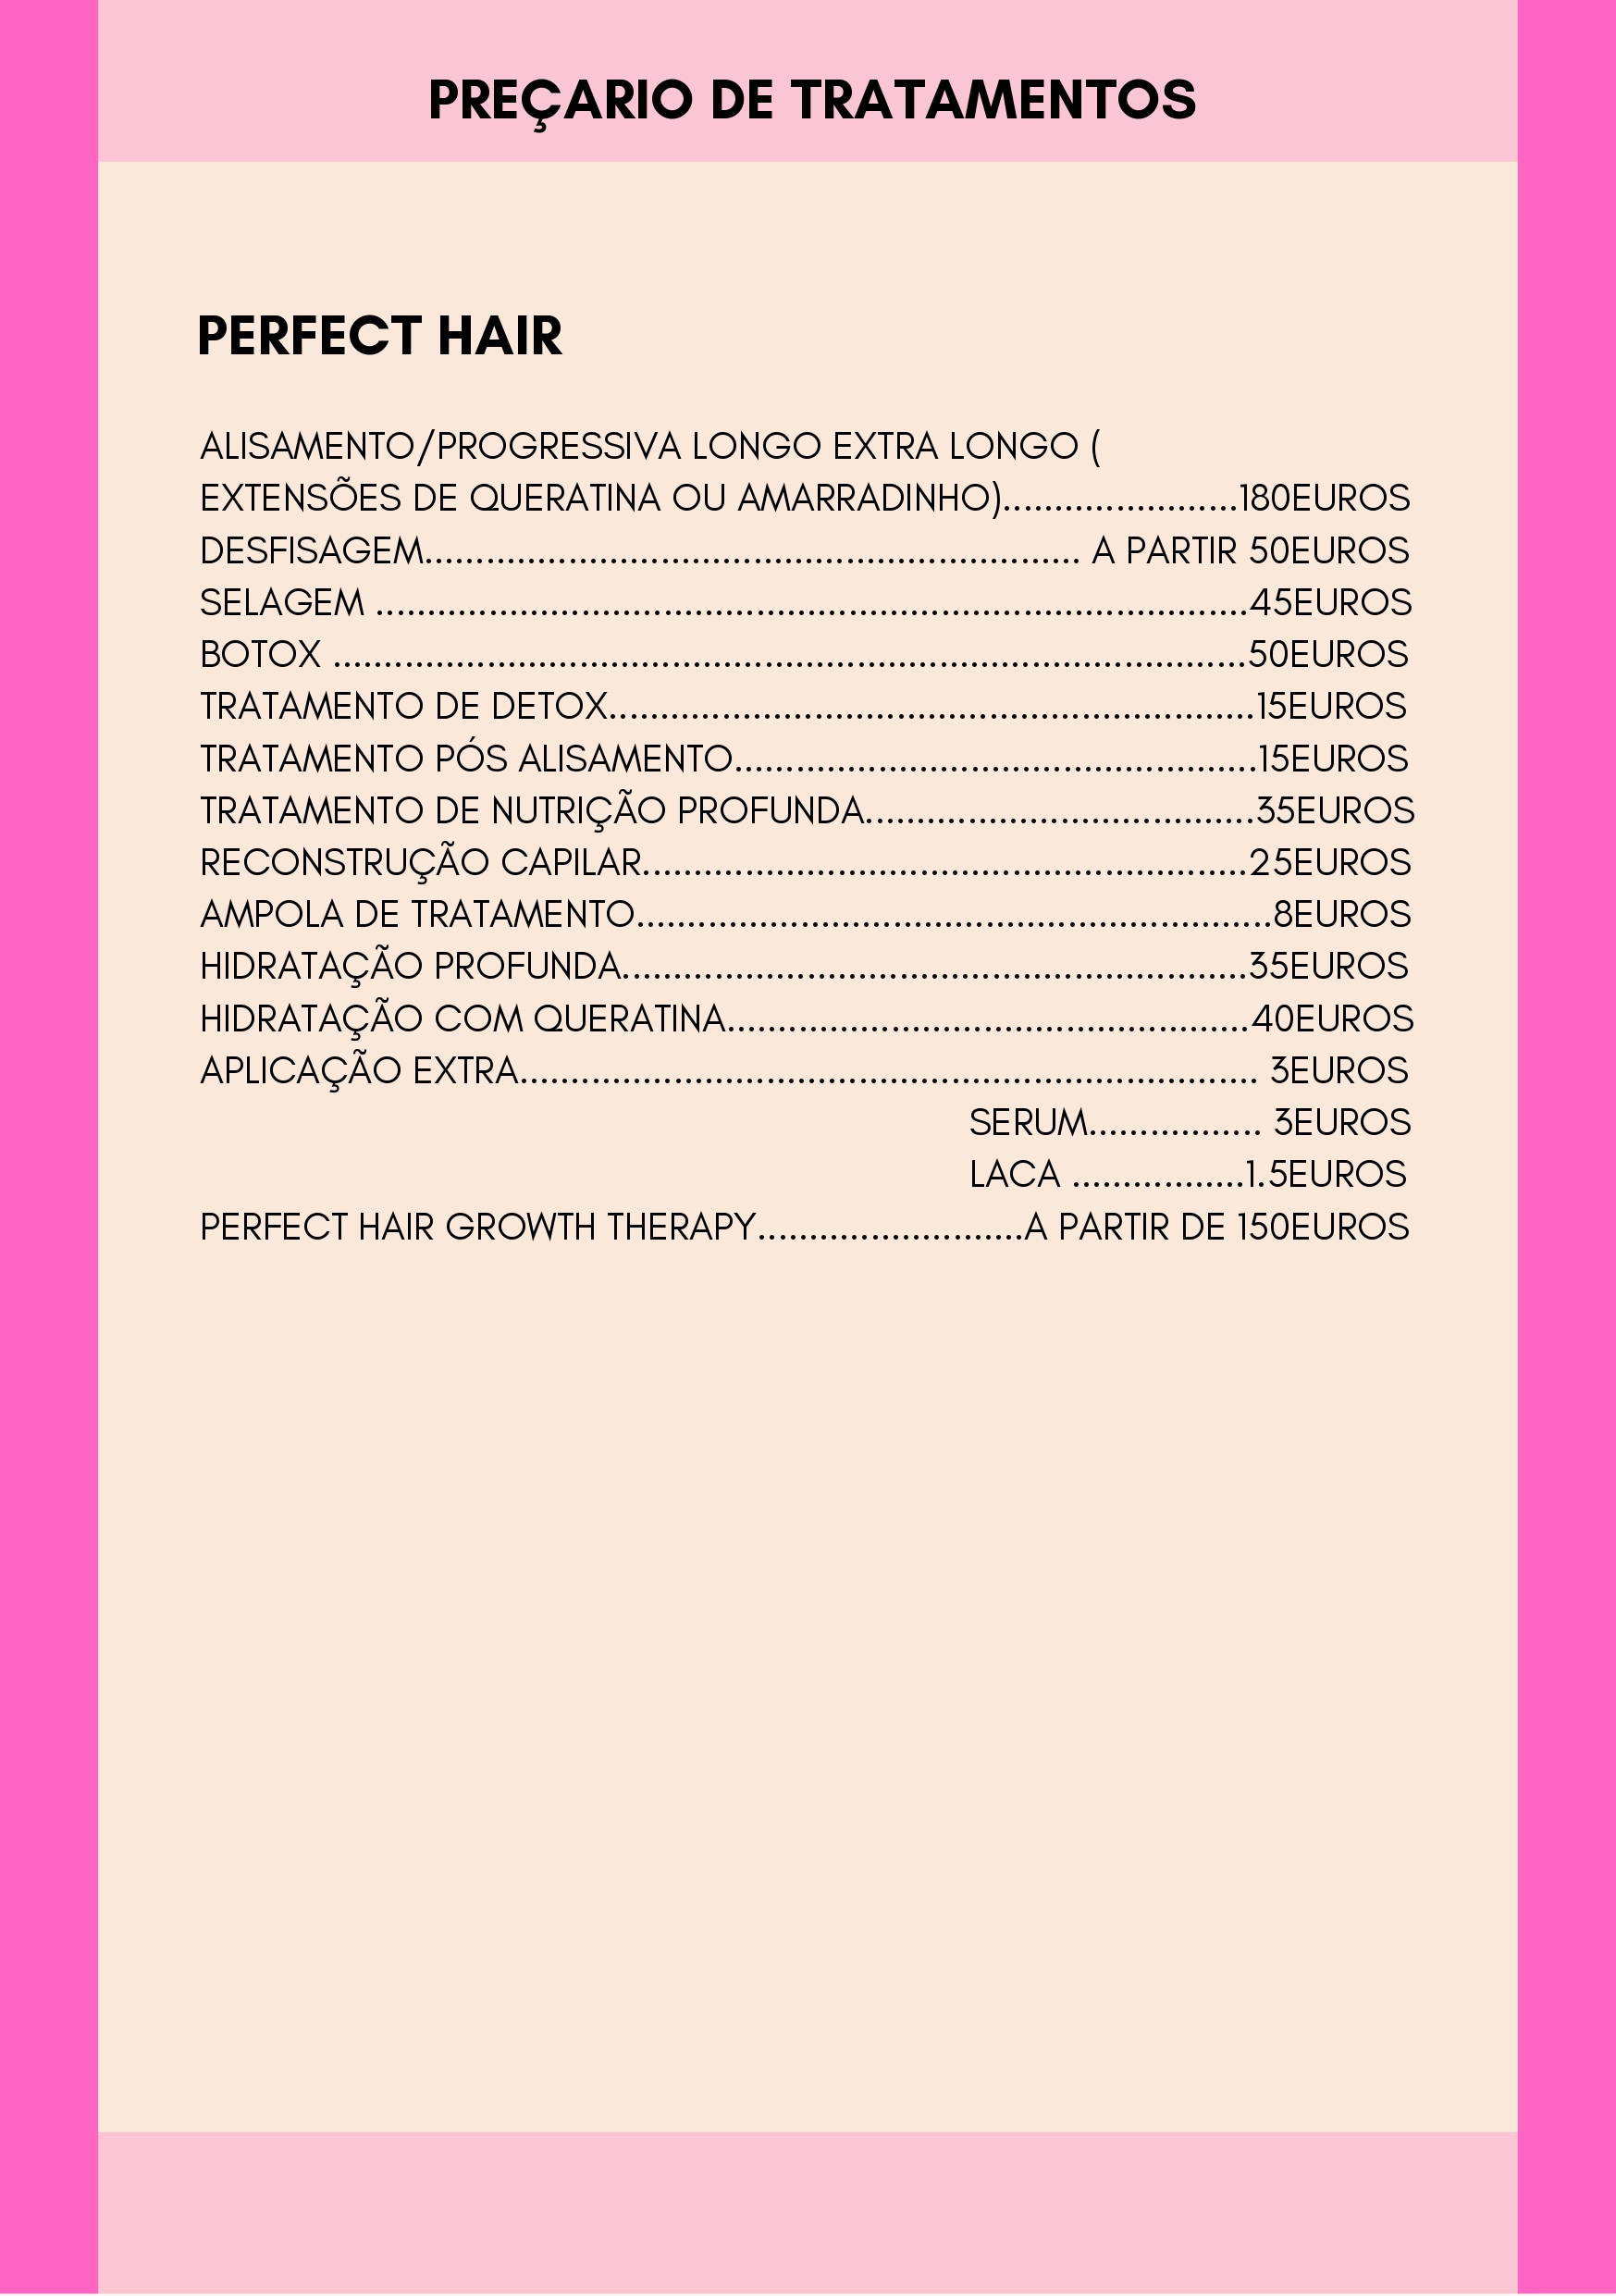 PREÇARIO DE TRATAMENTOS
PERFECT HAIR
ALISAMENTO/PROGRESSIVA LONGO EXTRA LONGO (
EXTENSÕES DE QUERATINA OU AMARRADINHO).......................180EUROS
DESFISAGEM................................................................ A PARTIR 50EUROS
SELAGEM .....................................................................................45EUROS
BOTOX .........................................................................................50EUROS
TRATAMENTO DE DETOX...............................................................15EUROS
TRATAMENTO PÓS ALISAMENTO...................................................15EUROS
TRATAMENTO DE NUTRIÇÃO PROFUNDA......................................35EUROS
RECONSTRUÇÃO CAPILAR...........................................................25EUROS
AMPOLA DE TRATAMENTO..............................................................8EUROS
HIDRATAÇÃO PROFUNDA.............................................................35EUROS
HIDRATAÇÃO COM QUERATINA...................................................40EUROS
APLICAÇÃO EXTRA........................................................................ 3EUROS
SERUM................. 3EUROS
LACA .................1.5EUROS
PERFECT HAIR GROWTH THERAPY..........................A PARTIR DE 150EUROS